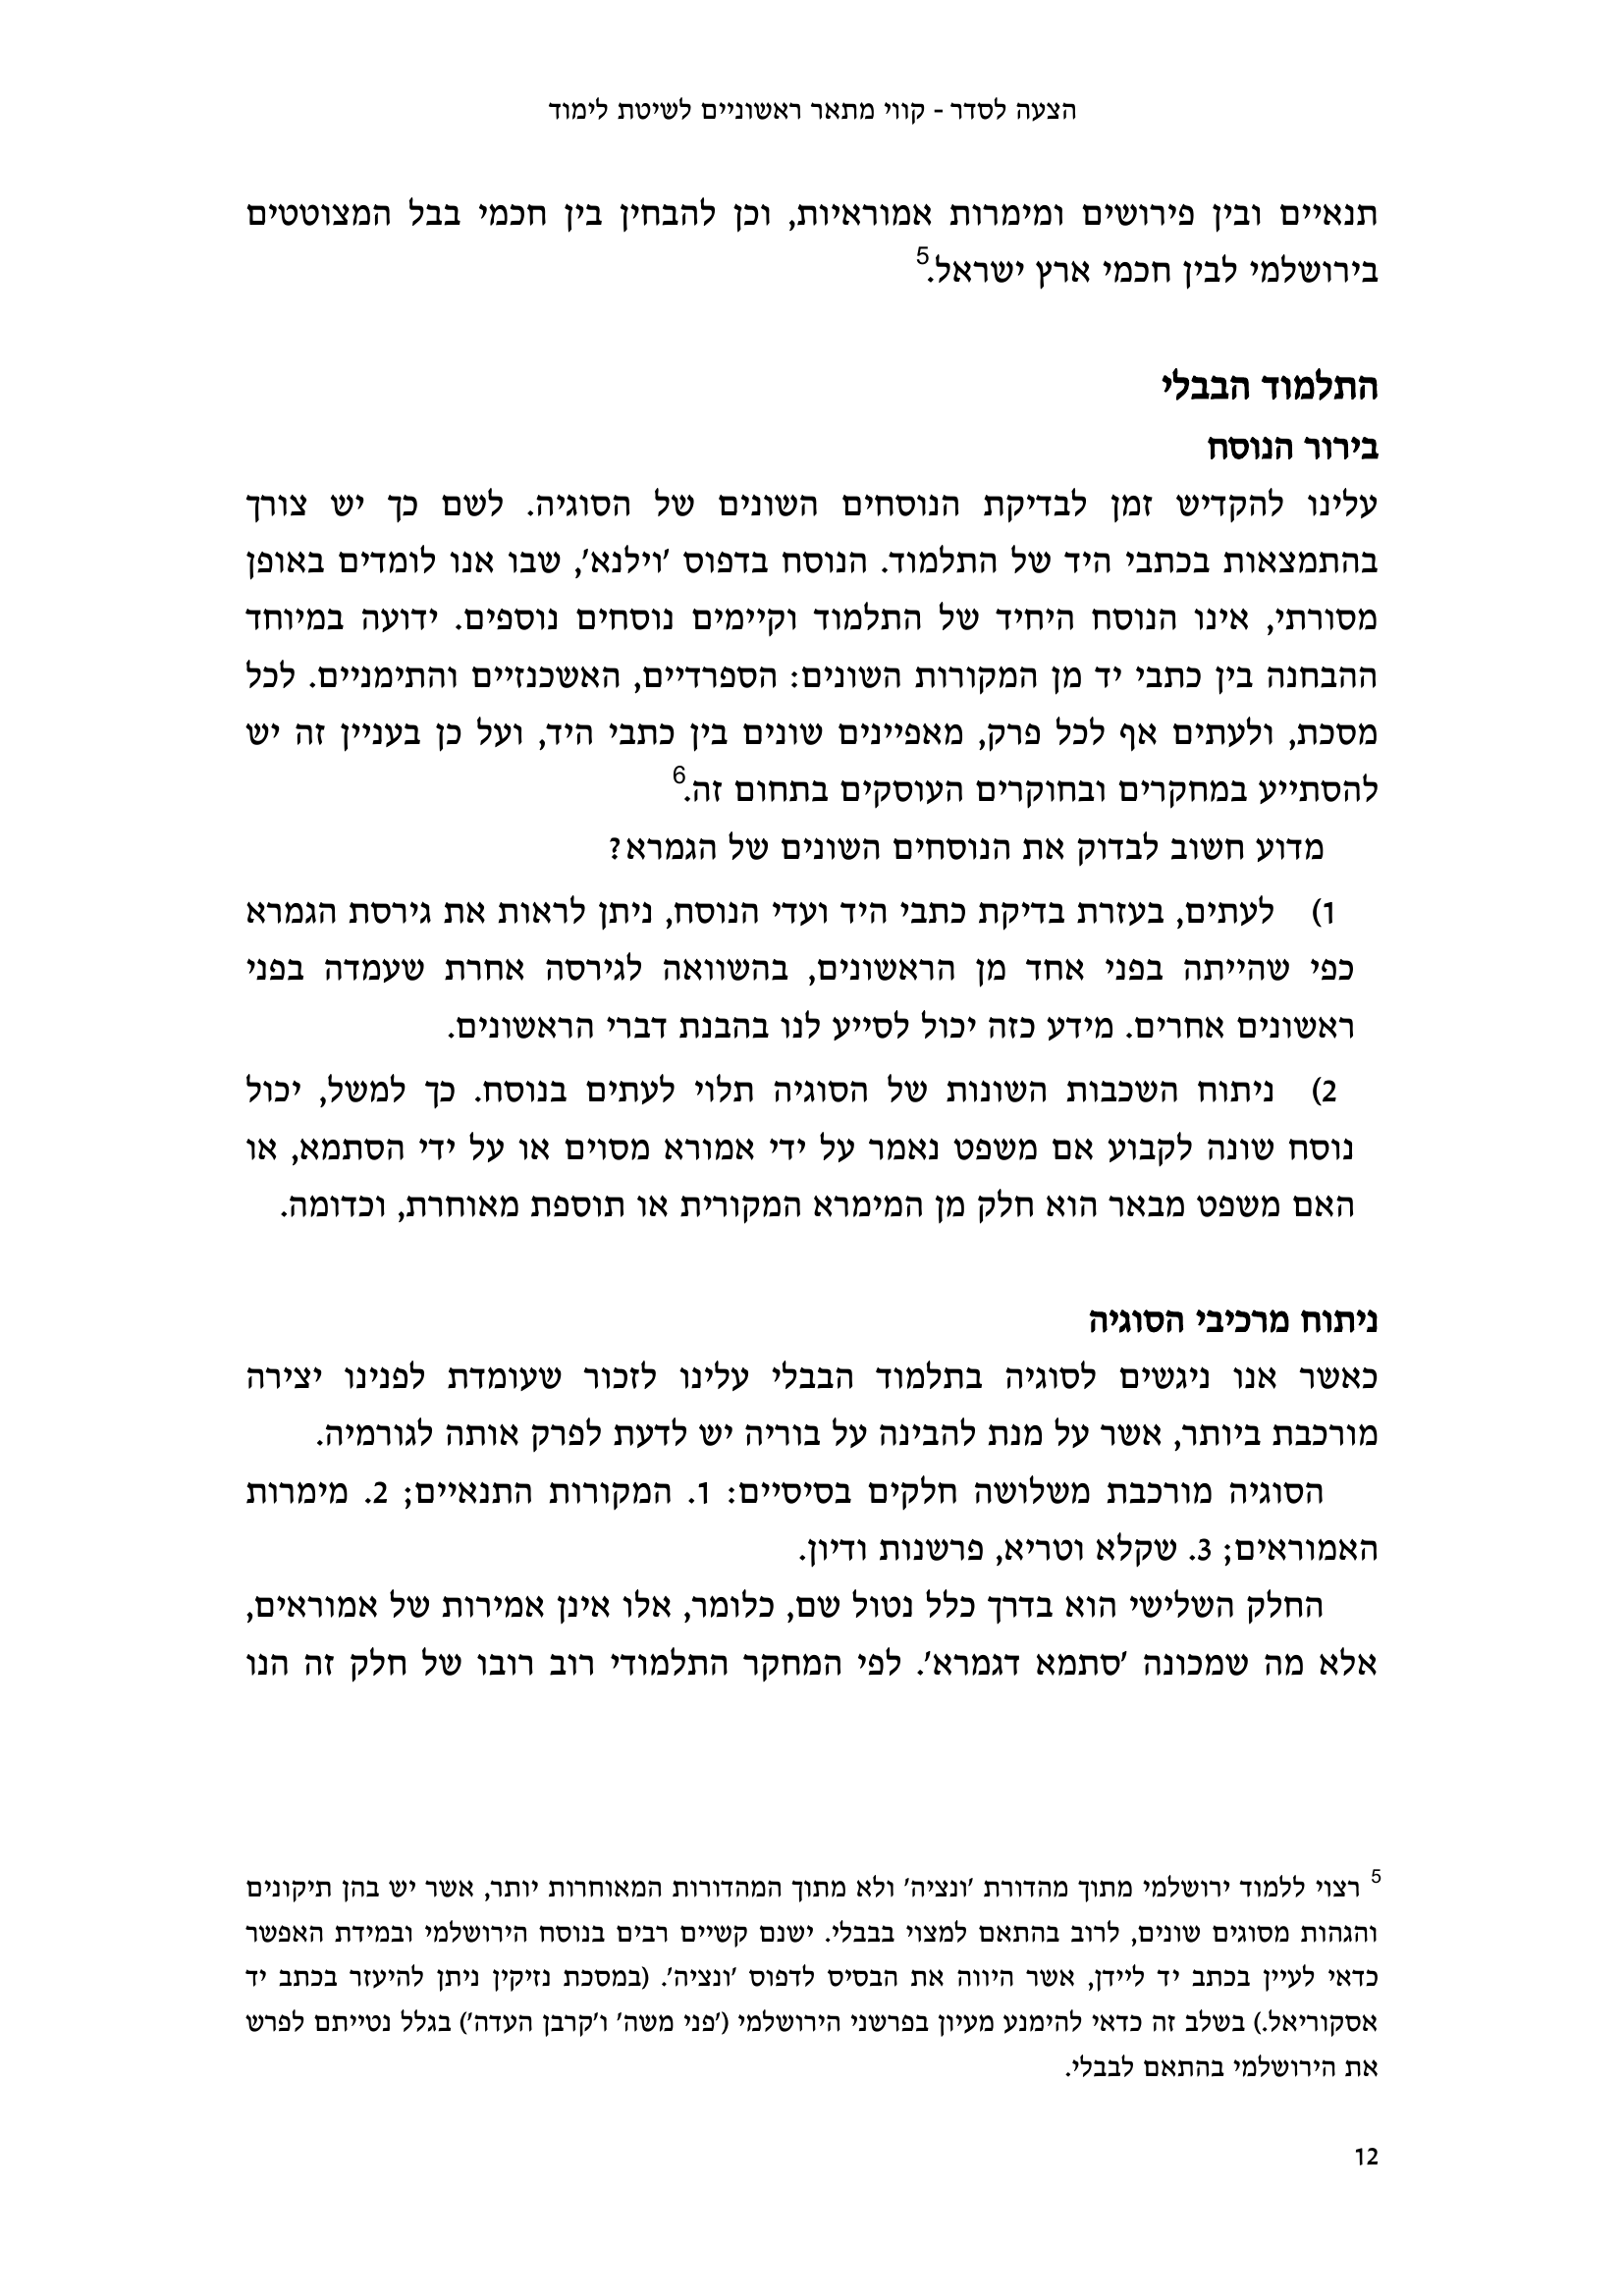 הצעה לסדר - קווי מתאר ראשוניים לשיטת לימוד
תנאיים ובין פירושים ומימרות אמוראיות, וכן להבחין בין חכמי בבל המצוטטים
בירושלמי לבין חכמי ארץ ישראל.5
התלמוד הבבלי
בירור הנוסח
עלינו להקדיש זמן לבדיקת הנוסחים השונים של הסוגיה. לשם כך יש צורך
בהתמצאות בכתבי היד של התלמוד. הנוסח בדפוס 'וילנא', שבו אנו לומדים באופן
מסורתי, אינו הנוסח היחיד של התלמוד וקיימים נוסחים נוספים. ידועה במיוחד
ההבחנה בין כתבי יד מן המקורות השונים: הספרדיים, האשכנזיים והתימניים. לכל
מסכת, ולעתים אף לכל פרק, מאפיינים שונים בין כתבי היד, ועל כן בעניין זה יש
להסתייע במחקרים ובחוקרים העוסקים בתחום זה.6
מדוע חשוב לבדוק את הנוסחים השונים של הגמרא?
1) לעתים, בעזרת בדיקת כתבי היד ועדי הנוסח, ניתן לראות את גירסת הגמרא
כפי שהייתה בפני אחד מן הראשונים, בהשוואה לגירסה אחרת שעמדה בפני
ראשונים אחרים. מידע כזה יכול לסייע לנו בהבנת דברי הראשונים.
2) ניתוח השכבות השונות של הסוגיה תלוי לעתים בנוסח. כך למשל, יכול
נוסח שונה לקבוע אם משפט נאמר על ידי אמורא מסוים או על ידי הסתמא, או
האם משפט מבאר הוא חלק מן המימרא המקורית או תוספת מאוחרת, וכדומה.
ניתוח מרכיבי הסוגיה
כאשר אנו ניגשים לסוגיה בתלמוד הבבלי עלינו לזכור שעומדת לפנינו יצירה
מורכבת ביותר, אשר על מנת להבינה על בוריה יש לדעת לפרק אותה לגורמיה.
הסוגיה מורכבת משלושה חלקים בסיסיים: 1. המקורות התנאיים; 2. מימרות
האמוראים; 3. שקלא וטריא, פרשנות ודיון.
החלק השלישי הוא בדרך כלל נטול שם, כלומר, אלו אינן אמירות של אמוראים,
אלא מה שמכונה 'סתמא דגמרא'. לפי המחקר התלמודי רוב רובו של חלק זה הנו
5 רצוי ללמוד ירושלמי מתוך מהדורת 'ונציה' ולא מתוך המהדורות המאוחרות יותר, אשר יש בהן תיקונים
והגהות מסוגים שונים, לרוב בהתאם למצוי בבבלי. ישנם קשיים רבים בנוסח הירושלמי ובמידת האפשר
כדאי לעיין בכתב יד ליידן, אשר היווה את הבסיס לדפוס 'ונציה'. (במסכת נזיקין ניתן להיעזר בכתב יד
אסקוריאל.) בשלב זה כדאי להימנע מעיון בפרשני הירושלמי ('פני משה' ו'קרבן העדה') בגלל נטייתם לפרש
את הירושלמי בהתאם לבבלי.
12